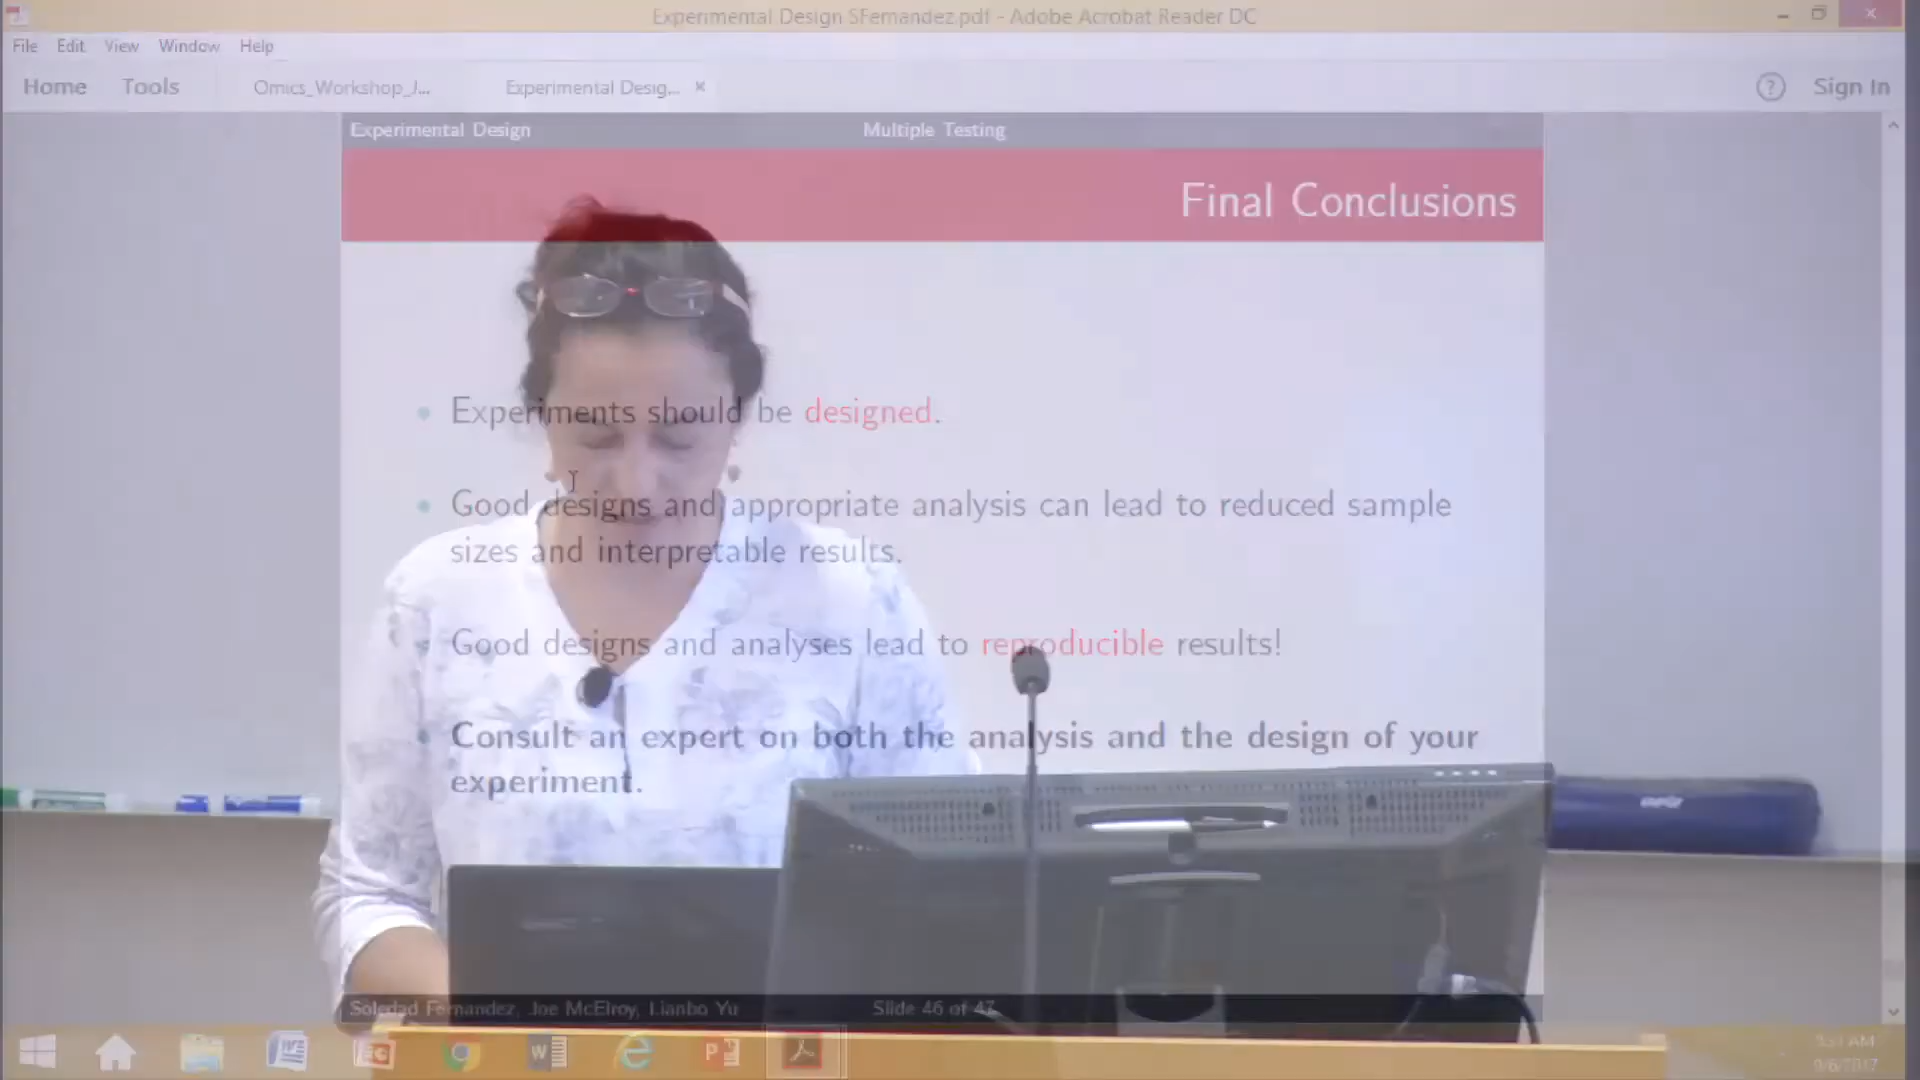 Experimental Design SFernandez.pdf - Adobe Acrobat Reader DC
File Edit View Window Help
Home Tools Omics_Workshop_J... Experimental Desig... × ? Sign In
Experimental Design Multiple Testing
Final Conclusions
Experiments should be designed.
Good designs and appropriate analysis can lead to reduced sample
sizes and interpretable results.
Good designs and analyses lead to reproducible results!
Consult an expert on both the analysis and the design of your
experiment.
Soledad Fernandez, Joe McElroy, Lianbo Yu Slide 46 of 47
9/6/2017